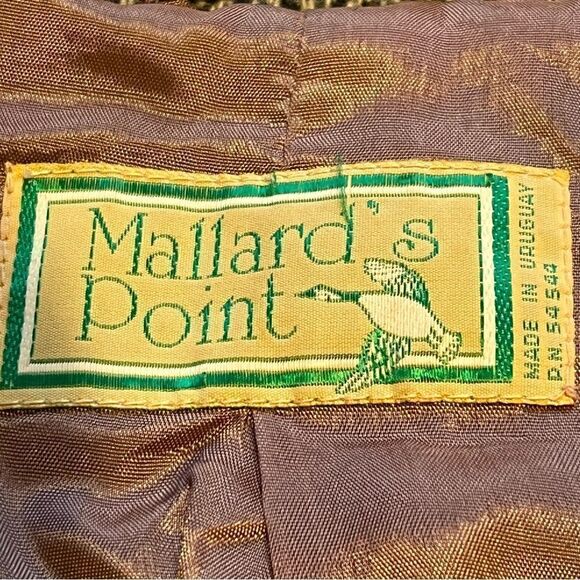 Mallard's
Point
MADE IN URUGUAY
R.N. 54544